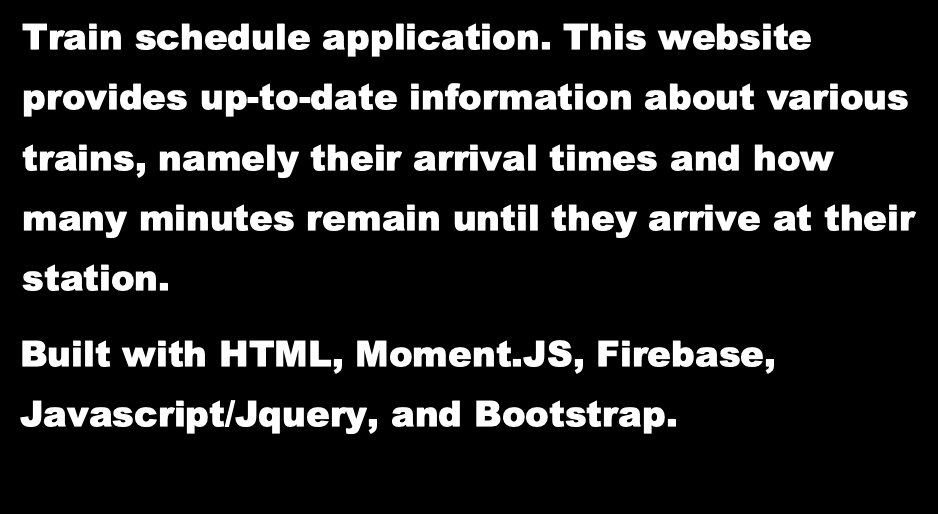 Train schedule application. This website
provides up-to-date information about various
trains, namely their arrival times and how
many minutes remain until they arrive at their
station.
Built with HTML, Moment.JS, Firebase,
Javascript/Jquery, and Bootstrap.